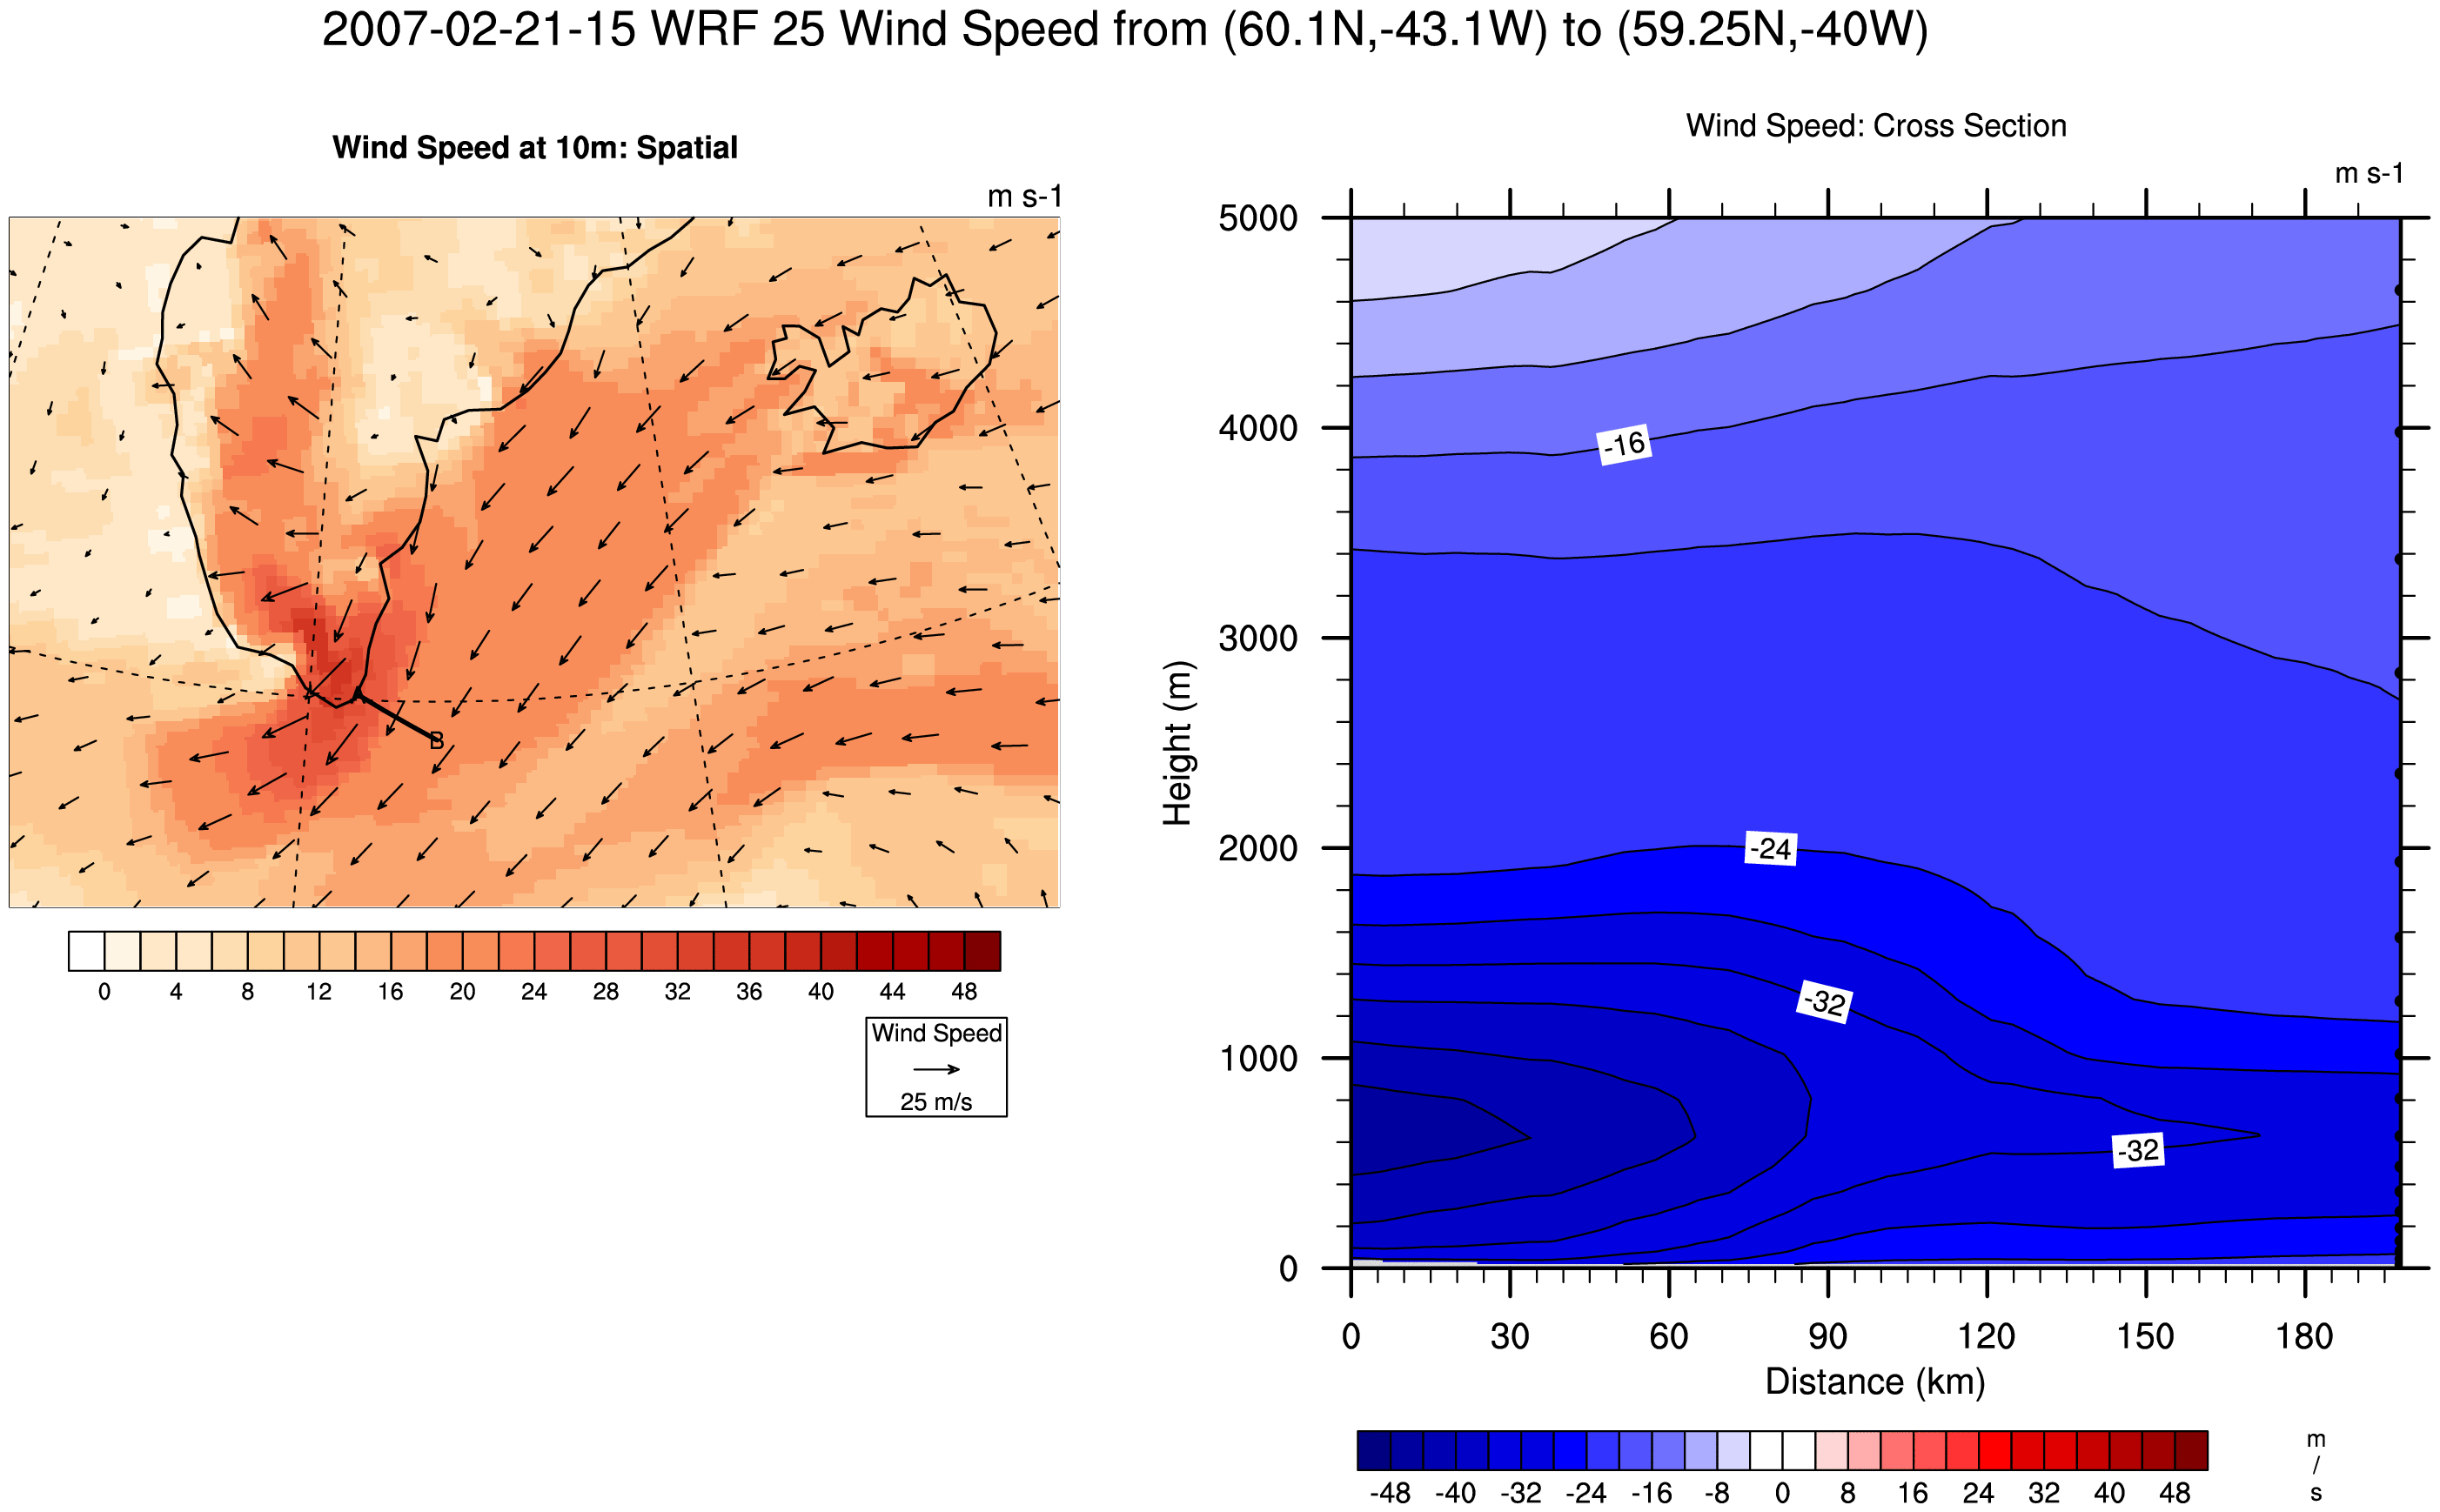 2007-02-21-15 WRF 25 Wind Speed from (60.1N,-43.1W) to (59.25N,-40W)
Wind Speed at 10m: Spatial
m s-1
B
0 4 8 12 16 20 24 28 32 36 40 44 48
Wind Speed
25 m/s
Wind Speed: Cross Section
m s-1
5000
4000
3000
2000
1000
0
Height (m)
-16
-24
-32
-32
0 30 60 90 120 150 180
Distance (km)
-48 -40 -32 -24 -16 -8 0 8 16 24 32 40 48
m
/
s